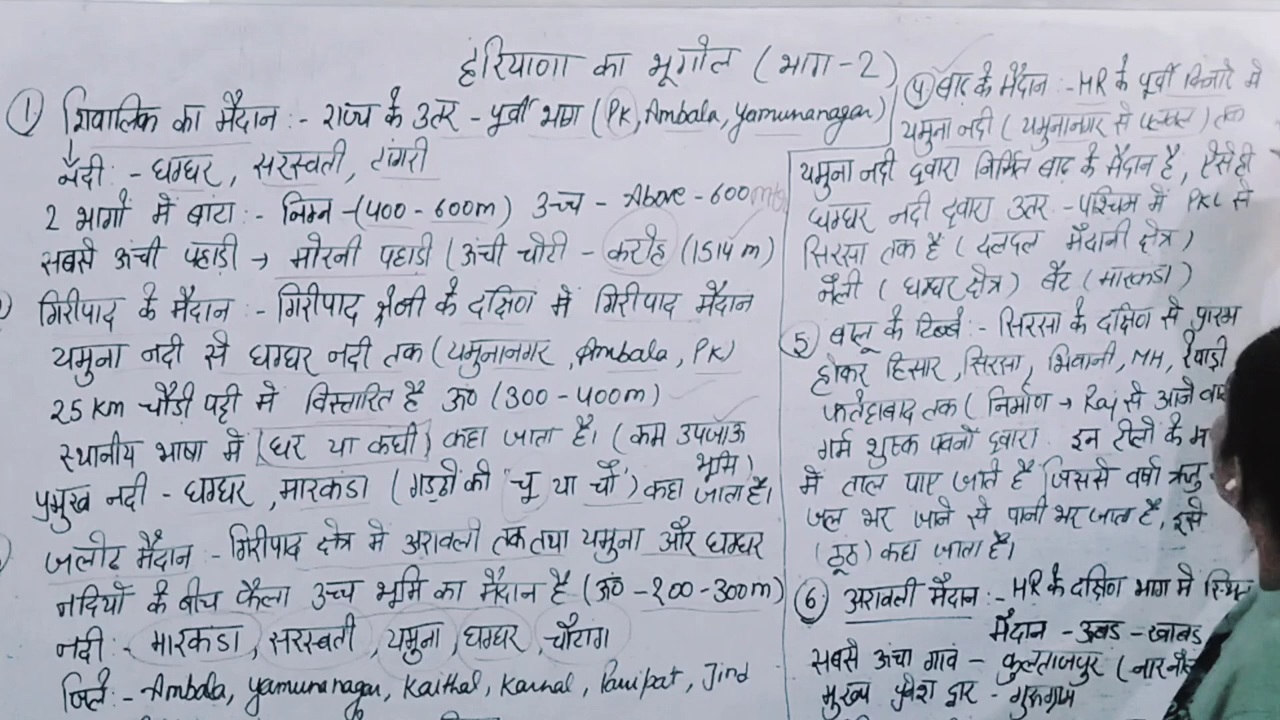 हरियाणा का भूगोल (भाग-2)
① शिवालिक का मैदान :- राज्य के उत्तर - पूर्वी भाग (PK, Ambala, Yamunanagar)
नदी :- घग्घर, सरस्वती, टांगरी
2 भागों में बांटा :- निम्न -(400 - 600m) उच्च - Above - 600
सबसे ऊंची पहाड़ी → मोरनी पहाडी (ऊंची चोटी - करोह (1514 m)
गिरीपाद के मैदान :- गिरीपाद श्रेणी के दक्षिण में गिरीपाद मैदान
यमुना नदी से घग्घर नदी तक (यमुनानगर, Ambala, PK)
25 Km चौड़ी पट्टी में विस्तारित है ऊं० (300 - 400m)
स्थानीय भाषा में (घर या कंघी) कहा जाता है। (कम उपजाऊ
भूमि)
प्रमुख नदी - घग्घर, मारकंडा (गड्ढों को "चू या चौ") कहा जाता है।
जलोढ़ मैदान :- गिरीपाद क्षेत्र में अरावली तक तथा यमुना और घग्घर
नदियों के बीच फैला उच्च भूमि का मैदान है (ऊं० - 200 - 300m)
नदी :- मारकंडा, सरस्वती, यमुना, घग्घर, चौटांग
जिले :- Ambala, Yamunanagar, Kaithal, Karnal, Panipat, Jind
④ बाढ़ के मैदान :- HR के पूर्वी किनारे में
यमुना नदी (यमुनानगर से पलवल) तक
यमुना नदी द्वारा निर्मित बाढ़ के मैदान है, ऐसे ही
घग्घर नदी द्वारा उत्तर - पश्चिम में PKL से
सिरसा तक है (दलदल मैदानी क्षेत्र)
नैली (घग्घर क्षेत्र) बेट (मारकंडा)
⑤ बालू के टिब्बे :- सिरसा के दक्षिण से प्रारम्भ
होकर हिसार, सिरसा, भिवानी, MH, रेवाड़ी
फतेहाबाद तक (निर्माण → Raj से आने वाले
गर्म शुष्क पवनों द्वारा इन टीलों के
में ताल पाए जाते है जिससे वर्षा ऋतु
जल भर जाने से पानी भर जाता है, इसे
(ठूंठ) कहा जाता है।
⑥ अरावली मैदान :- HR के दक्षिण भाग में स्थित
मैदान - ऊबड़ - खाबड़
सबसे ऊंचा गांव - कुलताजपुर (नारनौल
मुख्य प्रवेश द्वार - गुरुग्राम